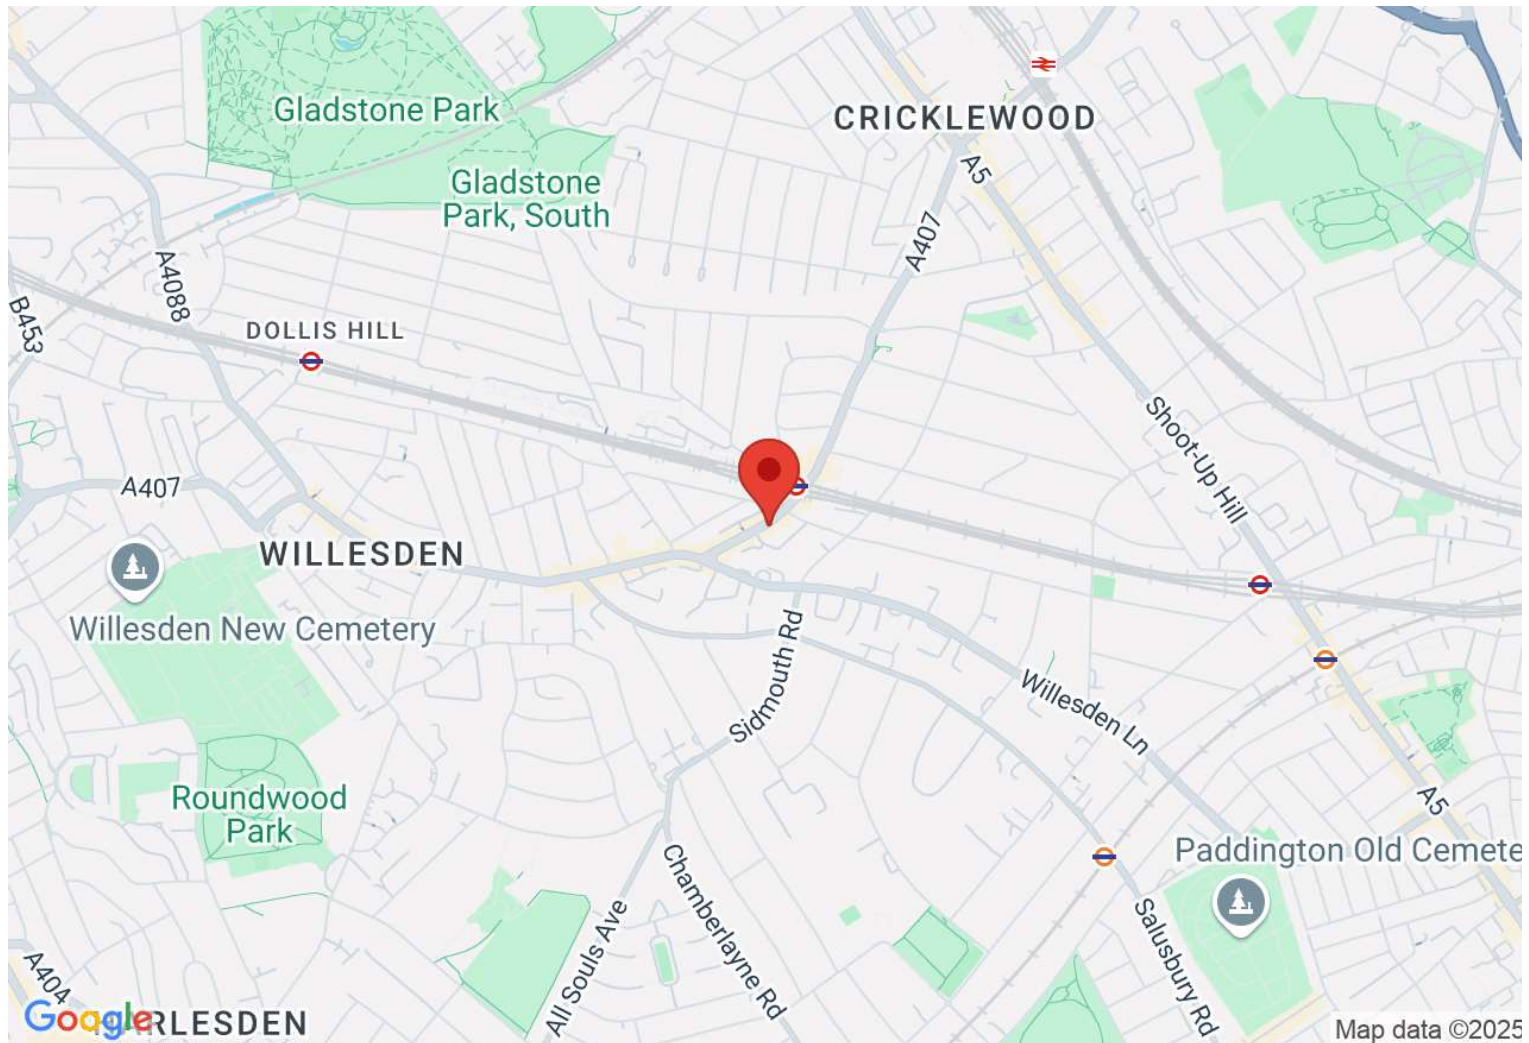 Gladstone Park
CRICKLEWOOD
A5
Gladstone
Park, South
A407
A4088
B453
DOLLIS HILL
Shoot-Up Hill
A407
WILLESDEN
Willesden New Cemetery
Sidmouth Rd
Willesden Ln
Roundwood
Park
A5
Paddington Old Cemete
Chamberlayne Rd
All Souls Ave
Salusbury Rd
A404
Google
RLESDEN
Map data ©2025